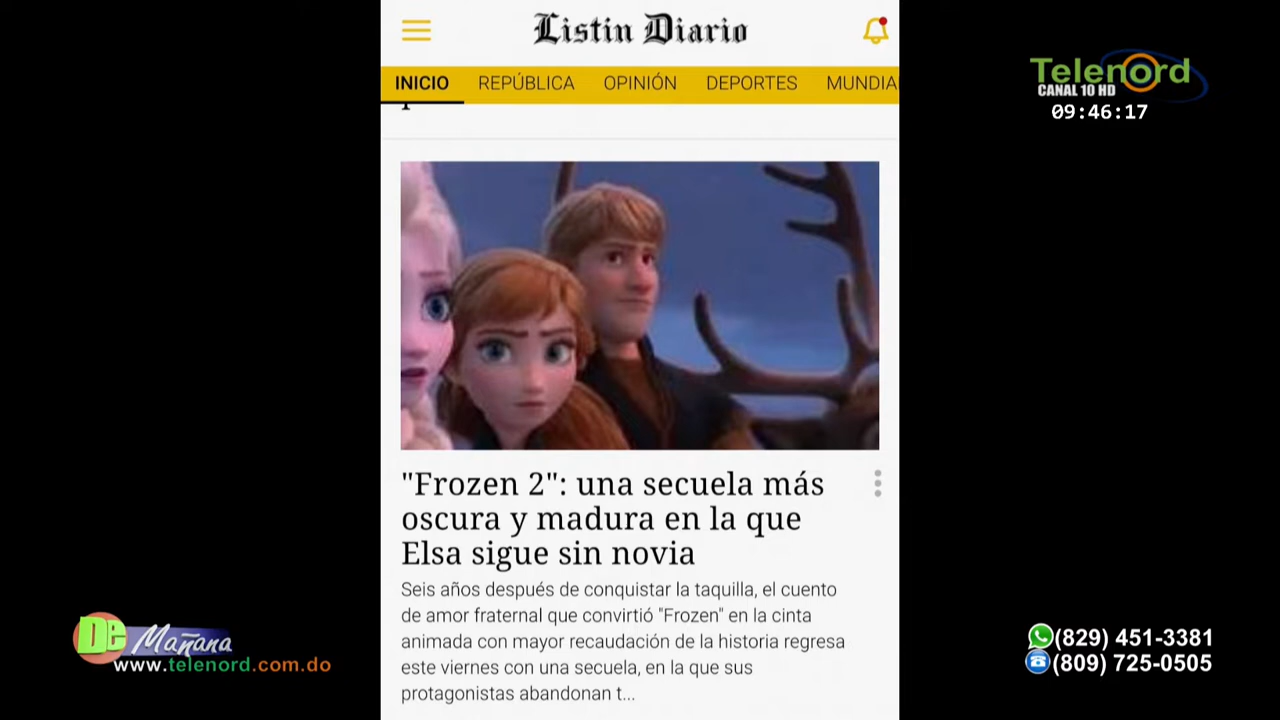 Listin Diario
INICIO REPÚBLICA OPINIÓN DEPORTES MUNDIA
Telenord
CANAL 10 HD
09:46:17
"Frozen 2": una secuela más
oscura y madura en la que
Elsa sigue sin novia
Seis años después de conquistar la taquilla, el cuento
de amor fraternal que convirtió "Frozen" en la cinta
animada con mayor recaudación de la historia regresa
este viernes con una secuela, en la que sus
protagonistas abandonan t...
De Mañana
www.telenord.com.do
(829) 451-3381
(809) 725-0505